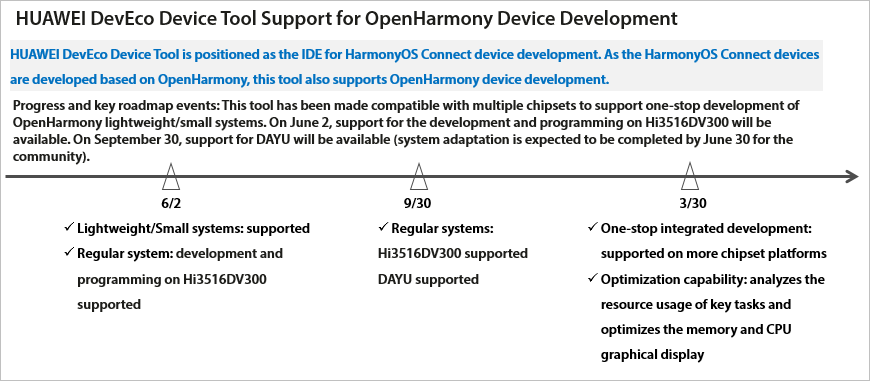 HUAWEI DevEco Device Tool Support for OpenHarmony Device Development
HUAWEI DevEco Device Tool is positioned as the IDE for HarmonyOS Connect device development. As the HarmonyOS Connect devices
are developed based on OpenHarmony, this tool also supports OpenHarmony device development.
Progress and key roadmap events: This tool has been made compatible with multiple chipsets to support one-stop development of
OpenHarmony lightweight/small systems. On June 2, support for the development and programming on Hi3516DV300 will be
available. On September 30, support for DAYU will be available (system adaptation is expected to be completed by June 30 for the
community).
6/2
✓ Lightweight/Small systems: supported
✓ Regular system: development and
programming on Hi3516DV300
supported
9/30
✓ Regular systems:
Hi3516DV300 supported
DAYU supported
3/30
✓ One-stop integrated development:
supported on more chipset platforms
✓ Optimization capability: analyzes the
resource usage of key tasks and
optimizes the memory and CPU
graphical display